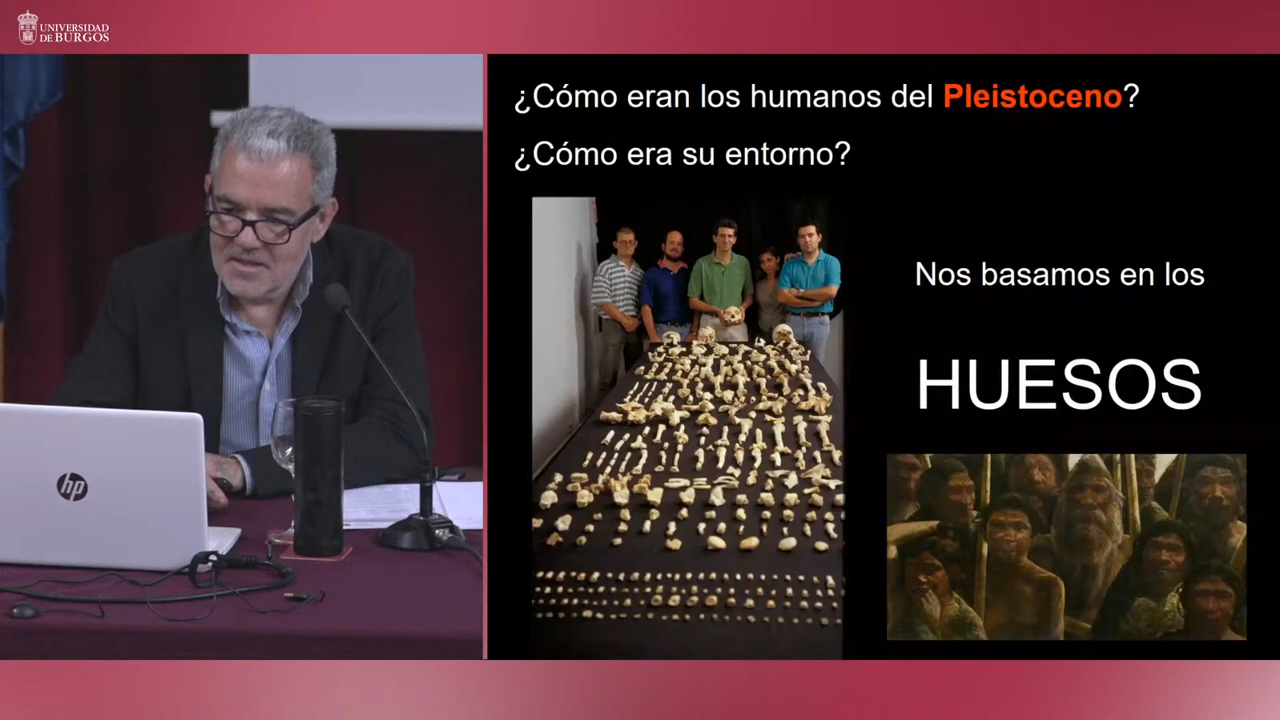 UNIVERSIDAD
DE BURGOS
¿Cómo eran los humanos del Pleistoceno?
¿Cómo era su entorno?
Nos basamos en los
HUESOS
hp